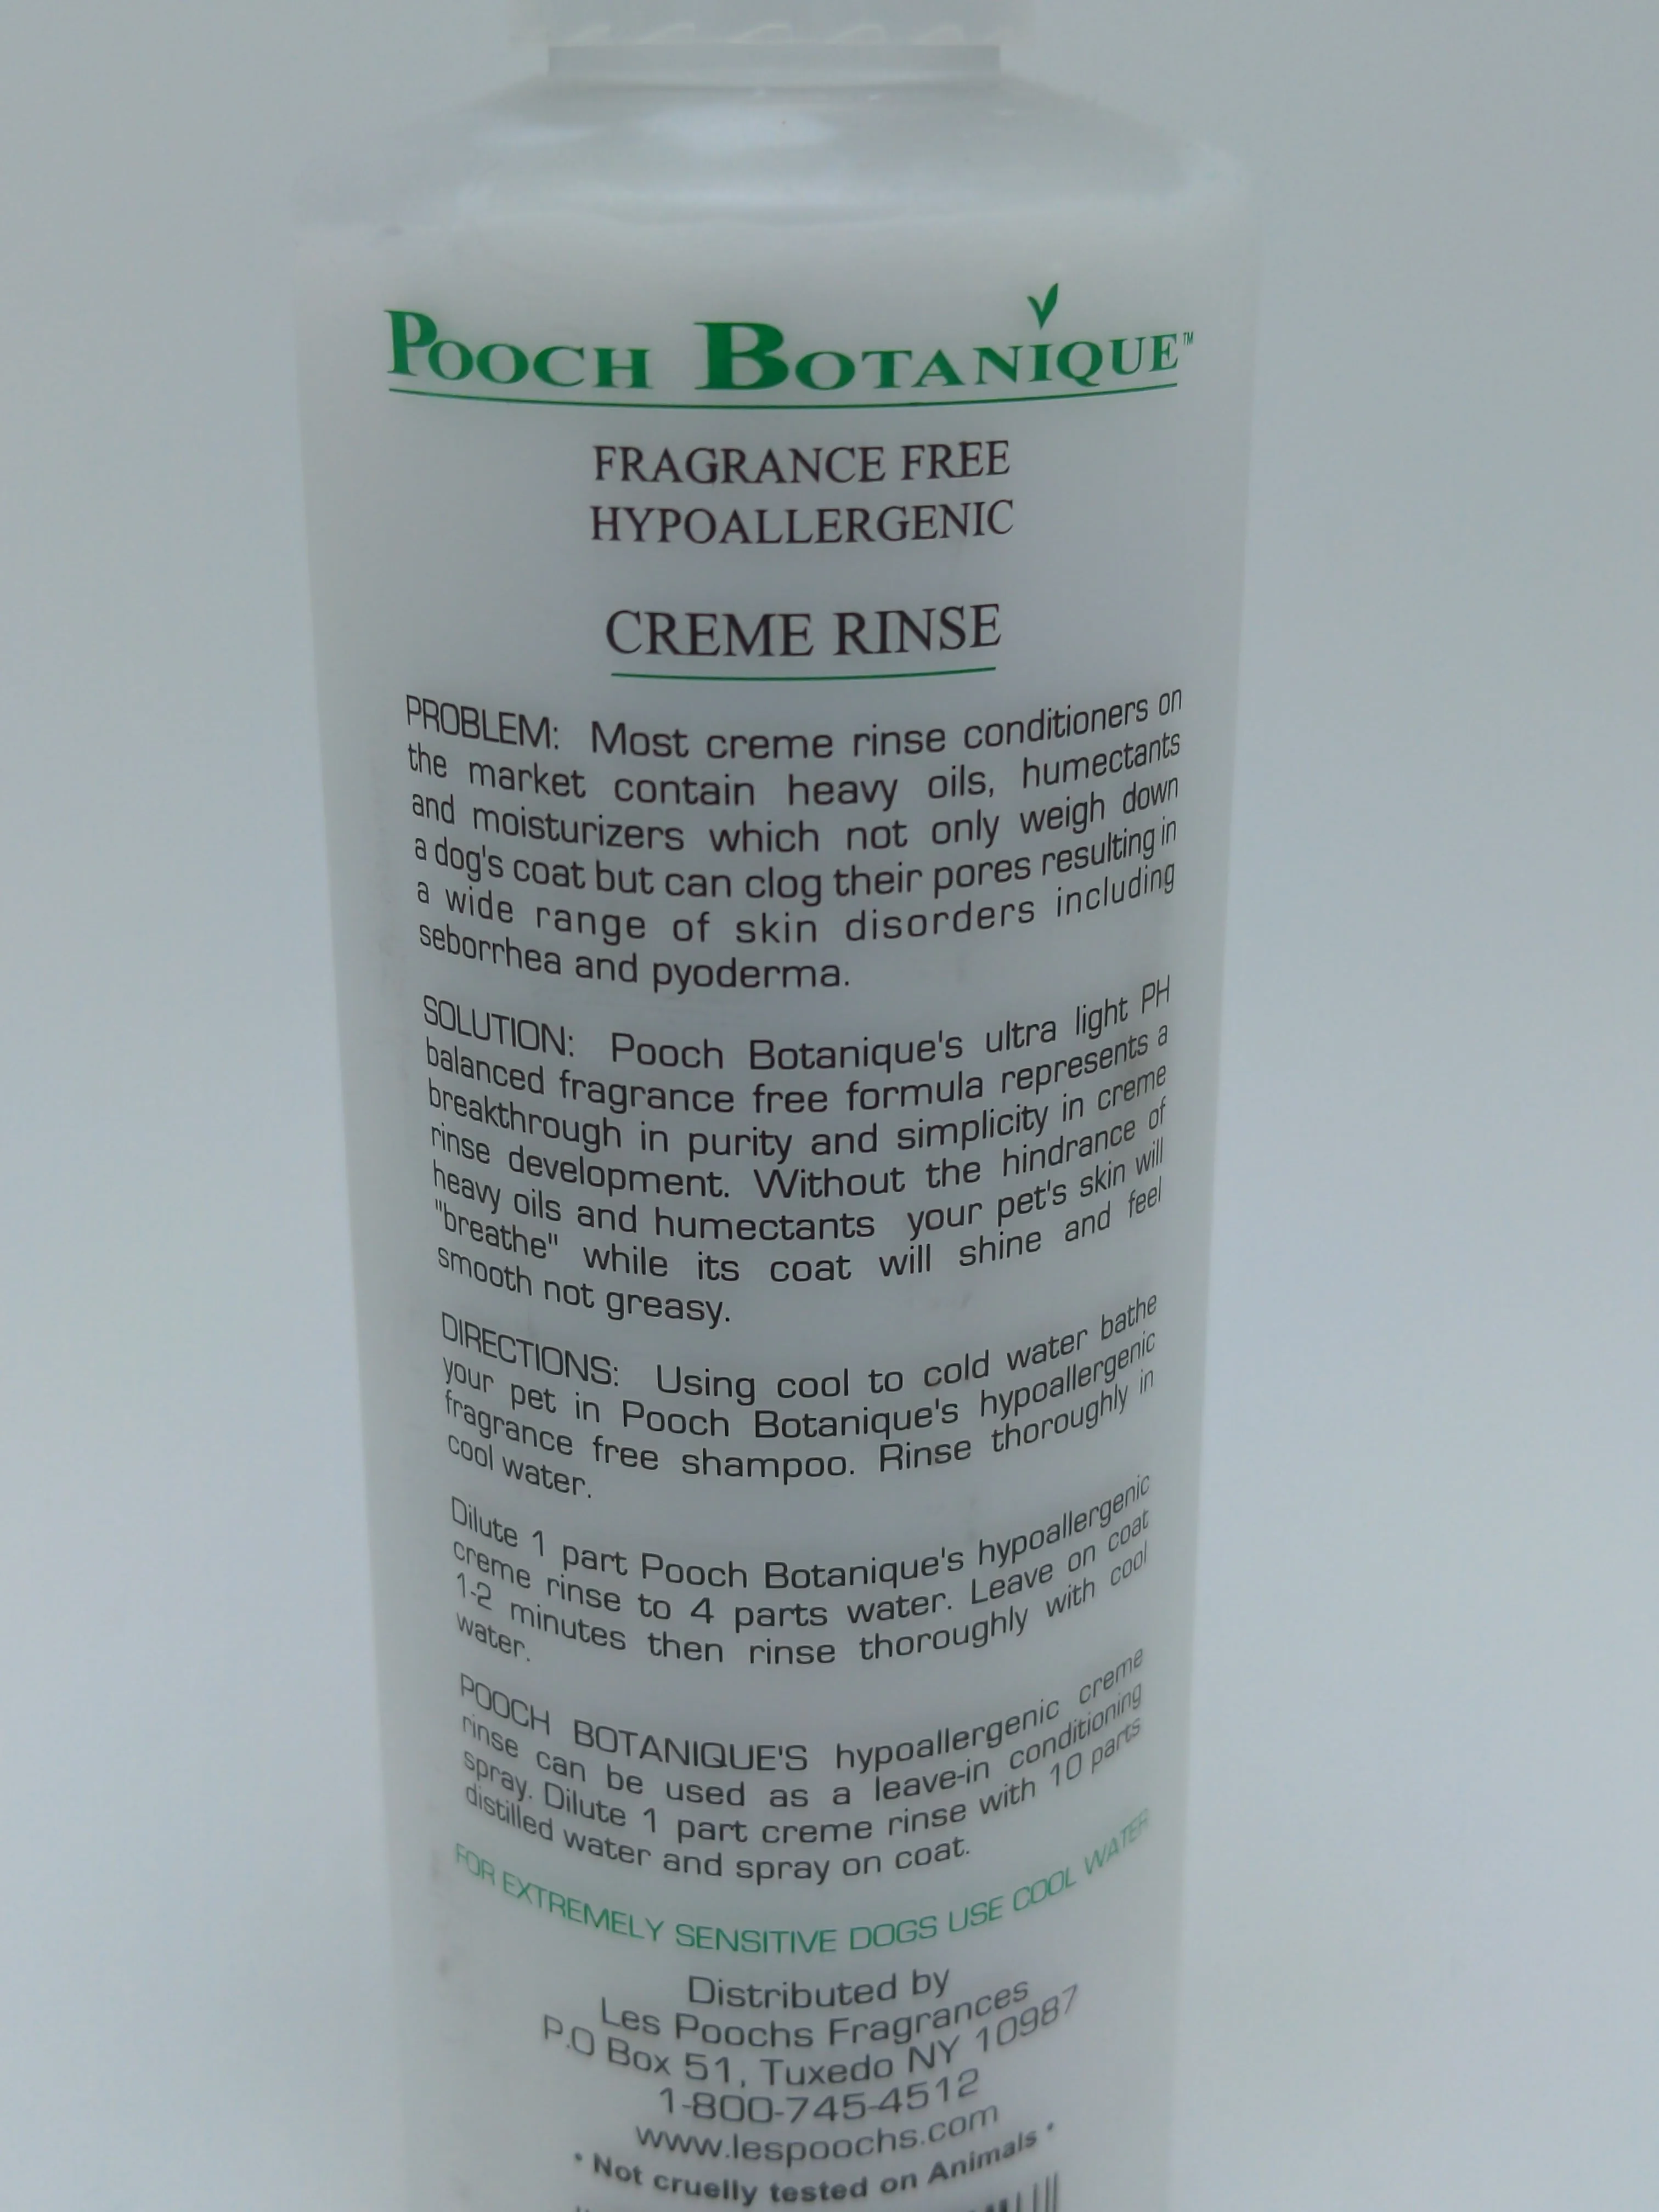 POOCH BOTANIQUE™
FRAGRANCE FREE
HYPOALLERGENIC
CREME RINSE
PROBLEM: Most creme rinse conditioners on
the market contain heavy oils, humectants
and moisturizers which not only weigh down
a dog's coat but can clog their pores resulting in
a wide range of skin disorders including
seborrhea and pyoderma.
SOLUTION: Pooch Botanique's ultra light PH
balanced fragrance free formula represents a
breakthrough in purity and simplicity in creme
rinse development. Without the hindrance of
heavy oils and humectants your pet's skin will
"breathe" while its coat will shine and feel
smooth not greasy.
DIRECTIONS: Using cool to cold water bathe
your pet in Pooch Botanique's hypoallergenic
fragrance free shampoo. Rinse thoroughly in
cool water.
Dilute 1 part Pooch Botanique's hypoallergenic
creme rinse to 4 parts water. Leave on coat
1-2 minutes then rinse thoroughly with cool
water.
POOCH BOTANIQUE'S hypoallergenic creme
rinse can be used as a leave-in conditioning
spray. Dilute 1 part creme rinse with 10 parts
distilled water and spray on coat.
FOR EXTREMELY SENSITIVE DOGS USE COOL WATER
Distributed by
Les Poochs Fragrances
P.O Box 51, Tuxedo NY 10987
1-800-745-4512
www.lespoochs.com
• Not cruelly tested on Animals •